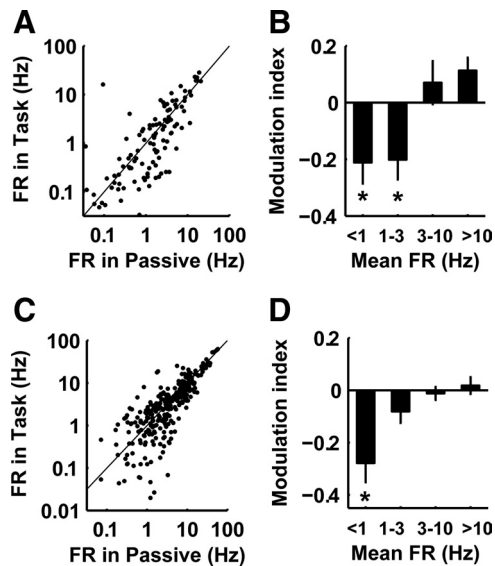 A
FR in Task (Hz)
100
10
1
0.1
0.1 1 10 100
FR in Passive (Hz)
B
Modulation index
0.2
0
−0.2
−0.4
* *
<1 1-3 3-10 >10
Mean FR (Hz)
C
FR in Task (Hz)
100
10
1
0.1
0.01
0.1 1 10 100
FR in Passive (Hz)
D
Modulation index
0.2
0
−0.2
−0.4
*
<1 1-3 3-10 >10
Mean FR (Hz)